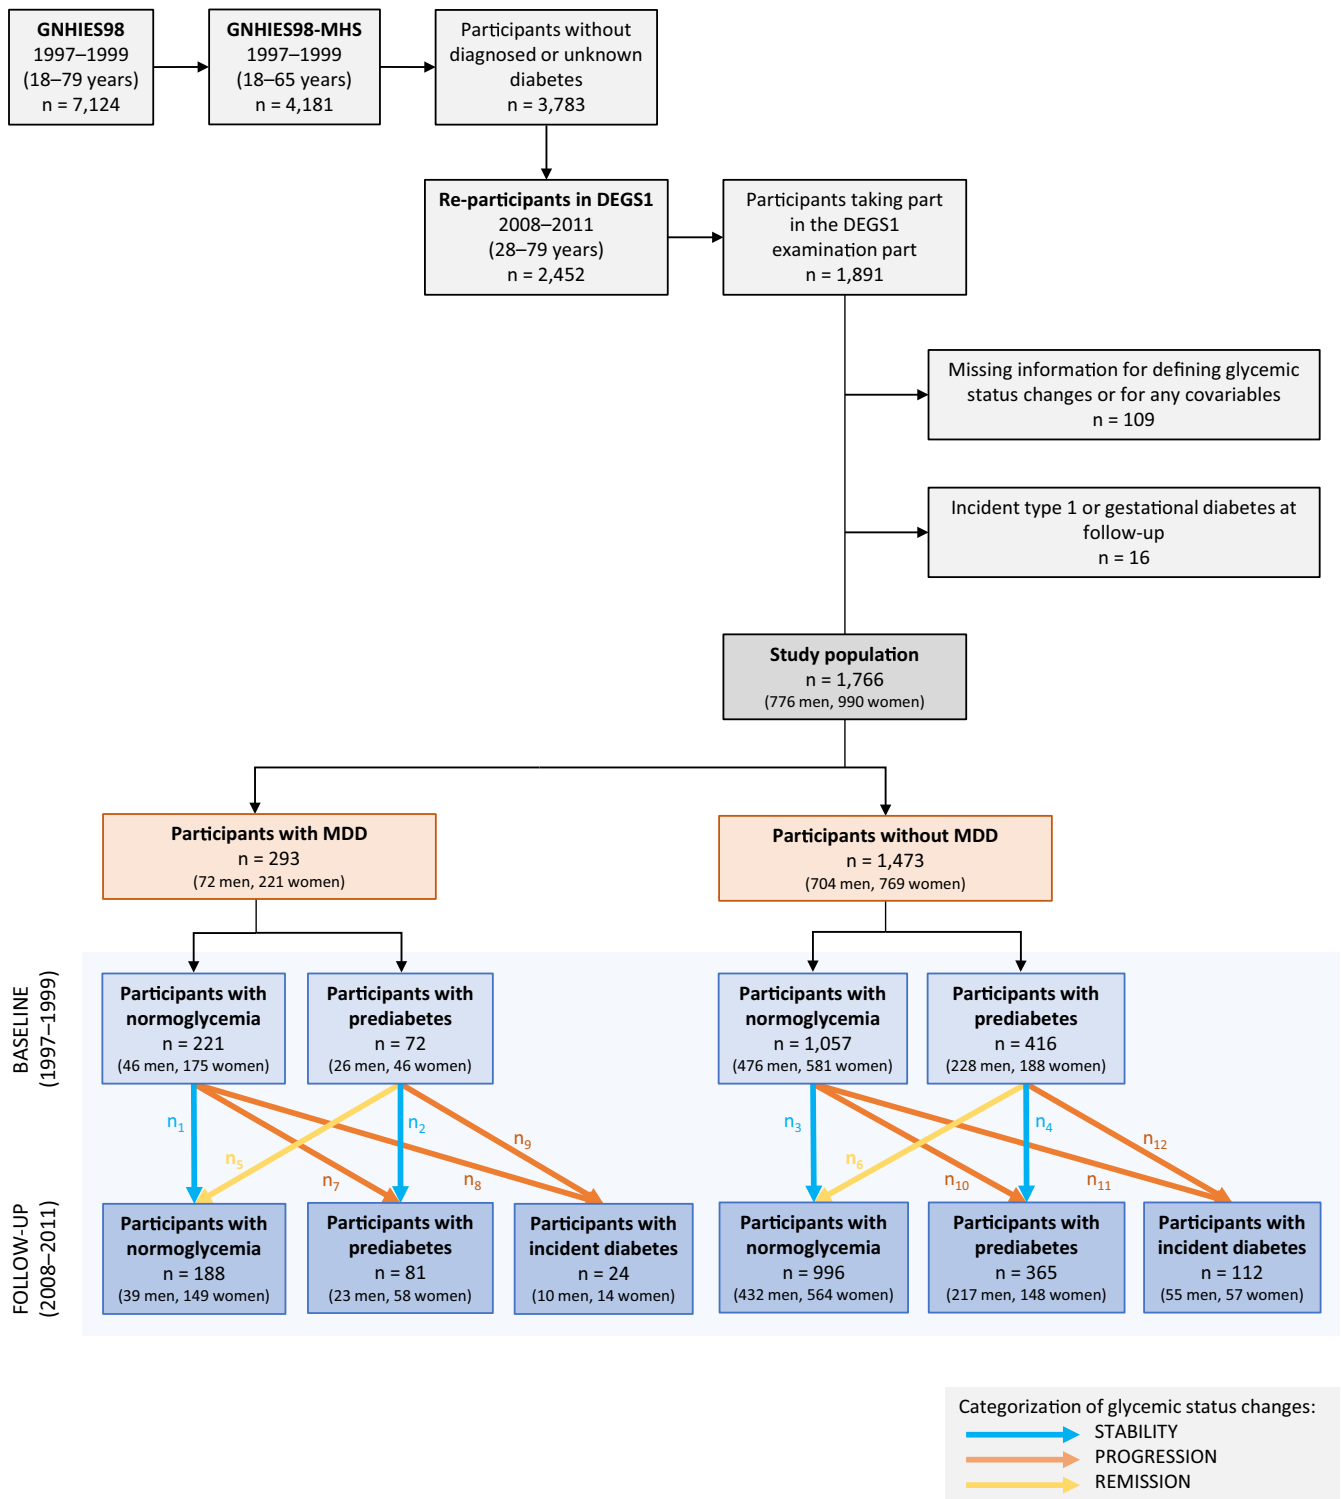 GNHIES98
1997–1999
(18–79 years)
n = 7,124
GNHIES98-MHS
1997–1999
(18–65 years)
n = 4,181
Participants without
diagnosed or unknown
diabetes
n = 3,783
Re-participants in DEGS1
2008–2011
(28–79 years)
n = 2,452
Participants taking part
in the DEGS1
examination part
n = 1,891
Missing information for defining glycemic
status changes or for any covariables
n = 109
Incident type 1 or gestational diabetes at
follow-up
n = 16
Study population
n = 1,766
(776 men, 990 women)
Participants with MDD
n = 293
(72 men, 221 women)
Participants without MDD
n = 1,473
(704 men, 769 women)
BASELINE
(1997–1999)
Participants with
normoglycemia
n = 221
(46 men, 175 women)
Participants with
prediabetes
n = 72
(26 men, 46 women)
Participants with
normoglycemia
n = 1,057
(476 men, 581 women)
Participants with
prediabetes
n = 416
(228 men, 188 women)
n1
n5
n7
n2
n8
n9
n3
n6
n10
n4
n11
n12
FOLLOW-UP
(2008–2011)
Participants with
normoglycemia
n = 188
(39 men, 149 women)
Participants with
prediabetes
n = 81
(23 men, 58 women)
Participants with
incident diabetes
n = 24
(10 men, 14 women)
Participants with
normoglycemia
n = 996
(432 men, 564 women)
Participants with
prediabetes
n = 365
(217 men, 148 women)
Participants with
incident diabetes
n = 112
(55 men, 57 women)
Categorization of glycemic status changes:
STABILITY
PROGRESSION
REMISSION